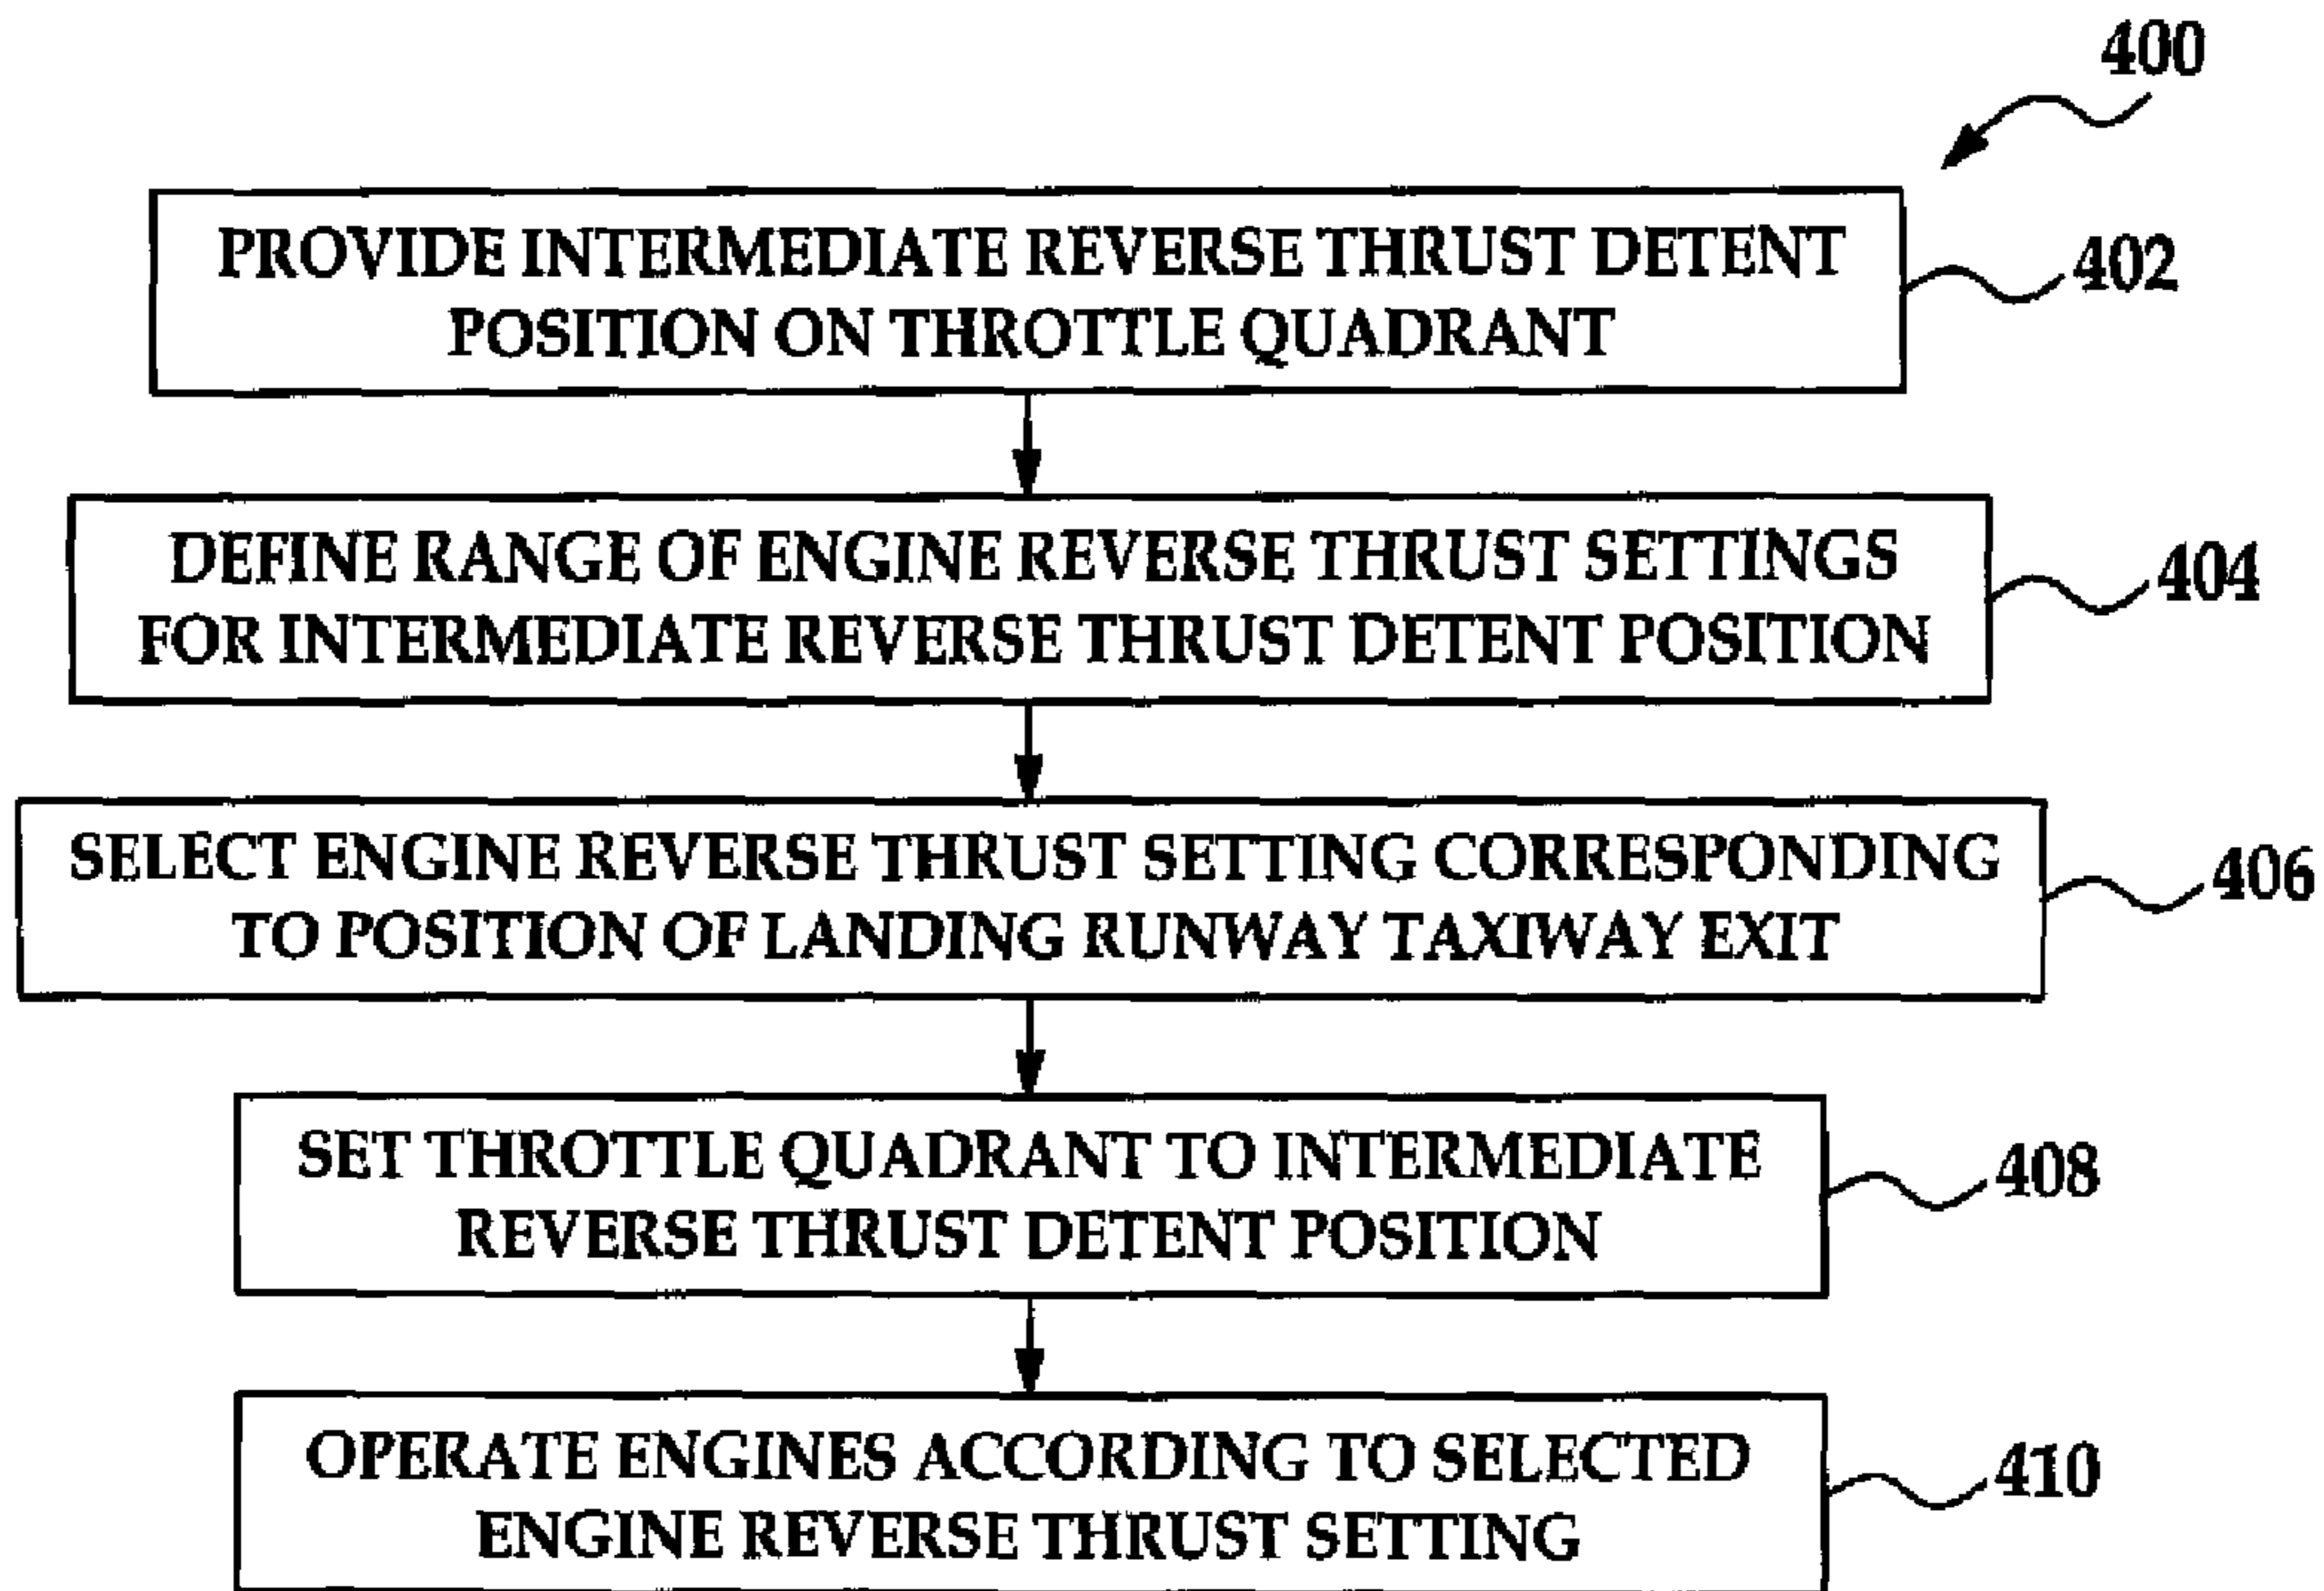 400
PROVIDE INTERMEDIATE REVERSE THRUST DETENT
POSITION ON THROTTLE QUADRANT
402
DEFINE RANGE OF ENGINE REVERSE THRUST SETTINGS
FOR INTERMEDIATE REVERSE THRUST DETENT POSITION
404
SELECT ENGINE REVERSE THRUST SETTING CORRESPONDING
TO POSITION OF LANDING RUNWAY TAXIWAY EXIT
406
SET THROTTLE QUADRANT TO INTERMEDIATE
REVERSE THRUST DETENT POSITION
408
OPERATE ENGINES ACCORDING TO SELECTED
ENGINE REVERSE THRUST SETTING
410